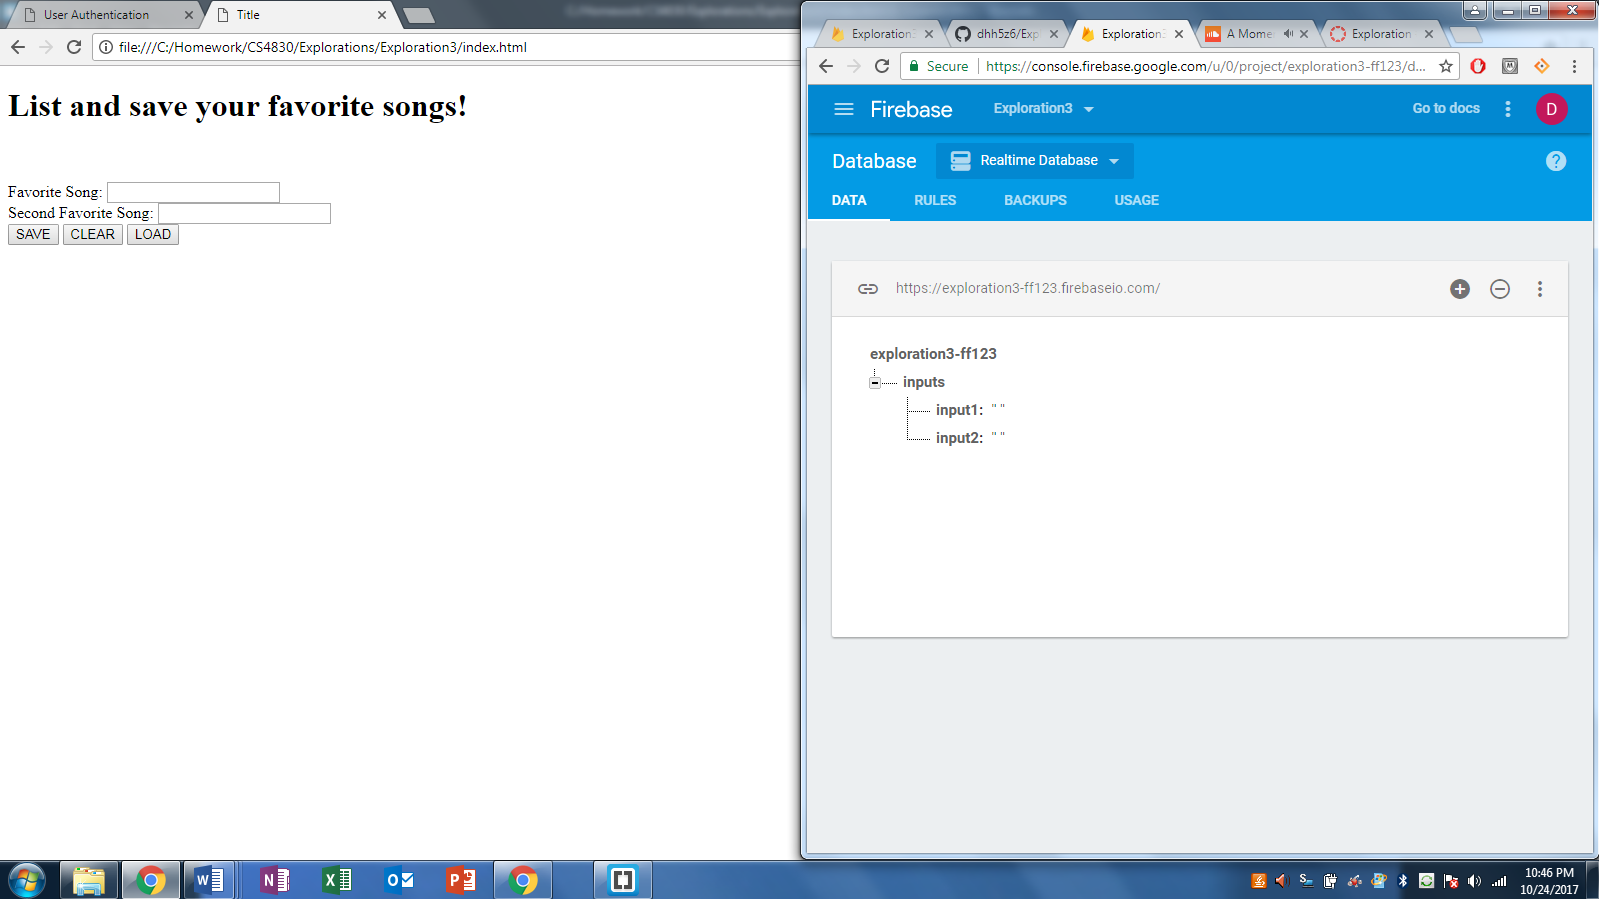 User Authentication
Title
file:///C:/Homework/CS4830/Explorations/Exploration3/index.html
List and save your favorite songs!
Favorite Song:
Second Favorite Song:
SAVE CLEAR LOAD
Exploration
dhh5z6/Exp
Exploration3
A Mome
Exploration
Secure
https://console.firebase.google.com/u/0/project/exploration3-ff123/d...
Firebase
Exploration3
Go to docs
D
Database
Realtime Database
?
DATA RULES BACKUPS USAGE
https://exploration3-ff123.firebaseio.com/
exploration3-ff123
inputs
input1: " "
input2: " "
10:46 PM
10/24/2017